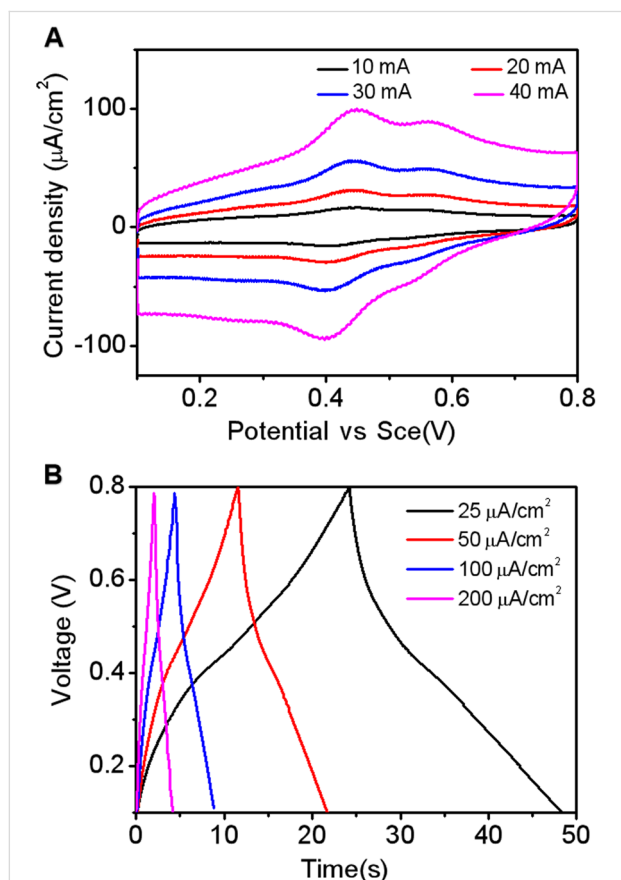 A
10 mA 20 mA
30 mA 40 mA
100
0
-100
Current density (μA/cm²)
0.2 0.4 0.6 0.8
Potential vs Sce(V)
B
0.8
0.6
0.4
0.2
Voltage (V)
25 μA/cm²
50 μA/cm²
100 μA/cm²
200 μA/cm²
0 10 20 30 40 50
Time(s)